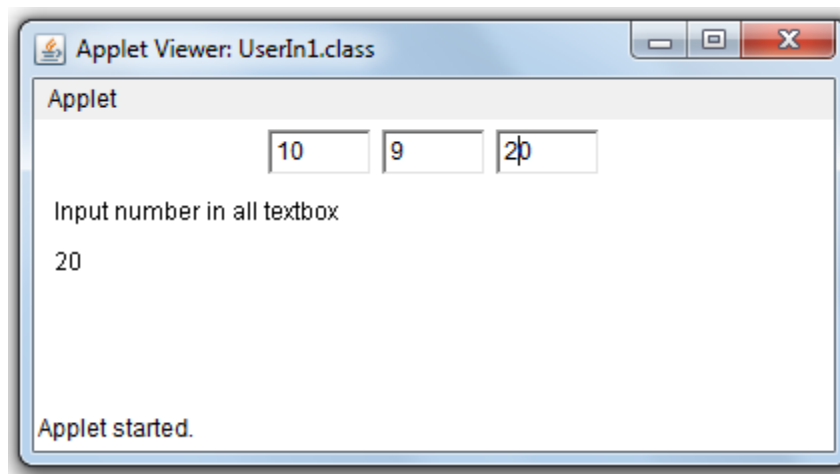 Applet Viewer: UserIn1.class
Applet
10 9 20
Input number in all textbox
20
Applet started.